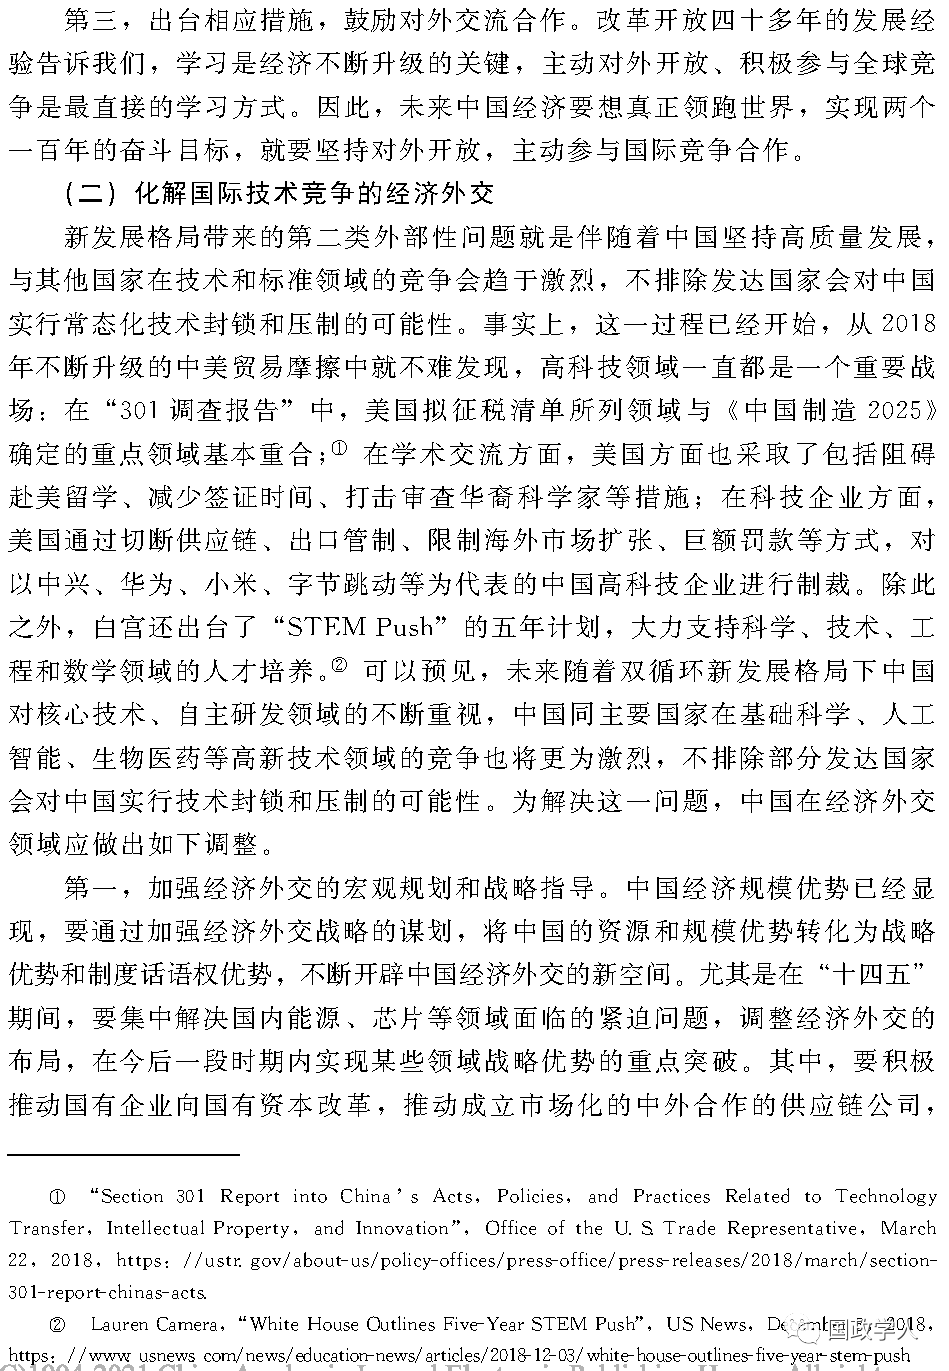 第三，出台相应措施，鼓励对外交流合作。改革开放四十多年的发展经
验告诉我们，学习是经济不断升级的关键，主动对外开放、积极参与全球竞
争是最直接的学习方式。因此，未来中国经济要想真正领跑世界，实现两个
一百年的奋斗目标，就要坚持对外开放，主动参与国际竞争合作。
（二）化解国际技术竞争的经济外交
新发展格局带来的第二类外部性问题就是伴随着中国坚持高质量发展，
与其他国家在技术和标准领域的竞争会趋于激烈，不排除发达国家会对中国
实行常态化技术封锁和压制的可能性。事实上，这一过程已经开始，从 2018
年不断升级的中美贸易摩擦中就不难发现，高科技领域一直都是一个重要战
场：在“301 调查报告”中，美国拟征税清单所列领域与《中国制造 2025》
确定的重点领域基本重合；① 在学术交流方面，美国方面也采取了包括阻碍
赴美留学、减少签证时间、打击审查华裔科学家等措施；在科技企业方面，
美国通过切断供应链、出口管制、限制海外市场扩张、巨额罚款等方式，对
以中兴、华为、小米、字节跳动等为代表的中国高科技企业进行制裁。除此
之外，白宫还出台了“STEM Push”的五年计划，大力支持科学、技术、工
程和数学领域的人才培养。② 可以预见，未来随着双循环新发展格局下中国
对核心技术、自主研发领域的不断重视，中国同主要国家在基础科学、人工
智能、生物医药等高新技术领域的竞争也将更为激烈，不排除部分发达国家
会对中国实行技术封锁和压制的可能性。为解决这一问题，中国在经济外交
领域应做出如下调整。
第一，加强经济外交的宏观规划和战略指导。中国经济规模优势已经显
现，要通过加强经济外交战略的谋划，将中国的资源和规模优势转化为战略
优势和制度话语权优势，不断开辟中国经济外交的新空间。尤其是在“十四五”
期间，要集中解决国内能源、芯片等领域面临的紧迫问题，调整经济外交的
布局，在今后一段时期内实现某些领域战略优势的重点突破。其中，要积极
推动国有企业向国有资本改革，推动成立市场化的中外合作的供应链公司，
① “Section 301 Report into China's Acts, Policies, and Practices Related to Technology
Transfer, Intellectual Property, and Innovation”, Office of the U. S. Trade Representative, March
22, 2018, https: //ustr. gov/about-us/policy-offices/press-office/press-releases/2018/march/section-
301-report-chinas-acts.
② Lauren Camera, “White House Outlines Five-Year STEM Push”, US News, 2018,
https: //www. usnews. com/news/education-news/articles/2018-12-03/white-house-outlines-five-year-stem-push
国政学人